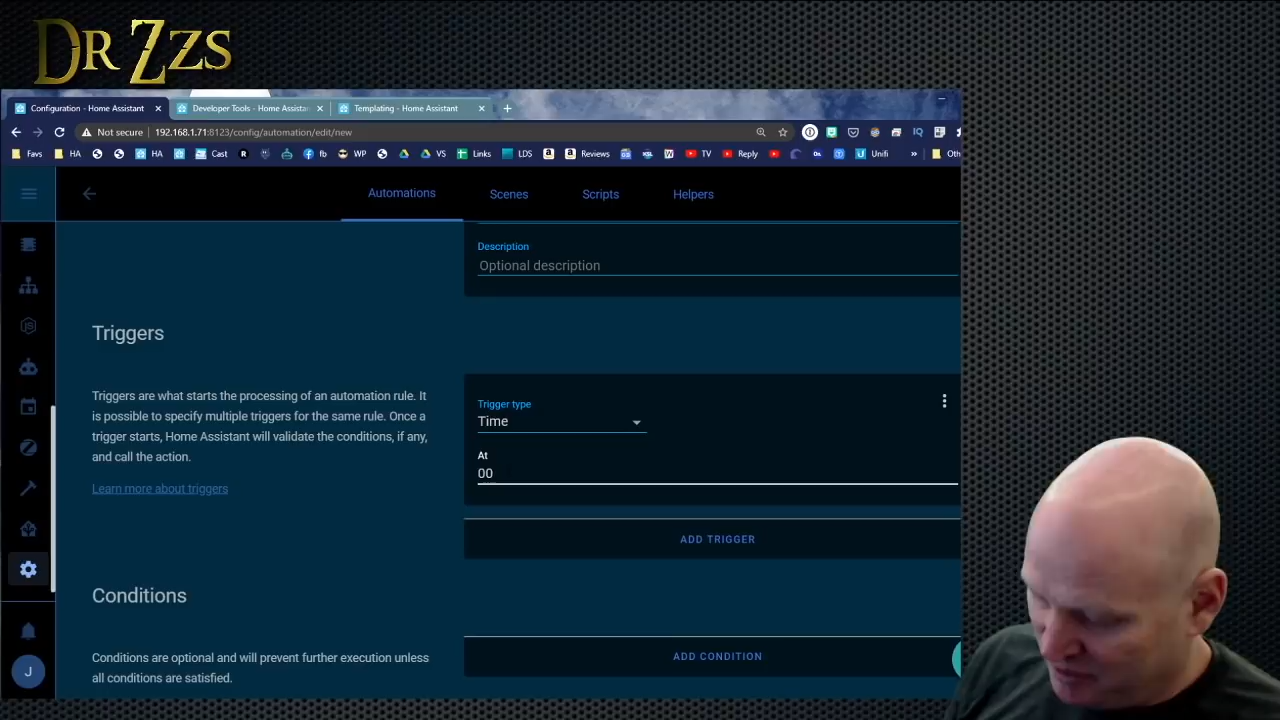 DR ZZS
Configuration - Home Assistant
Developer Tools - Home Assistan
Templating - Home Assistant
Not secure
192.168.1.71:8123/config/automation/edit/new
Favs
HA
HA
Cast
fb
WP
VS
Links
LDS
Reviews
TV
Reply
Unifi
Oth
Automations
Scenes
Scripts
Helpers
Description
Optional description
Triggers
Triggers are what starts the processing of an automation rule. It
is possible to specify multiple triggers for the same rule. Once a
trigger starts, Home Assistant will validate the conditions, if any,
and call the action.
Learn more about triggers
Trigger type
Time
At
00
ADD TRIGGER
Conditions
Conditions are optional and will prevent further execution unless
all conditions are satisfied.
ADD CONDITION
J